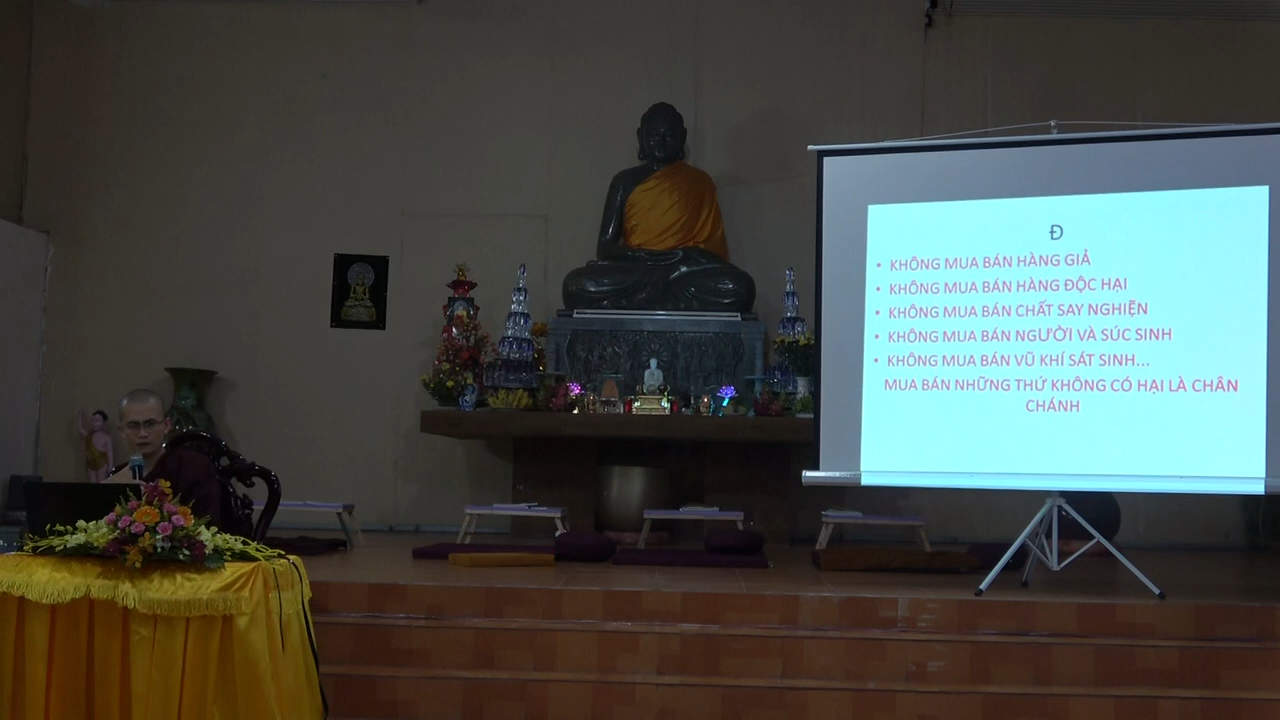 Đ
• KHÔNG MUA BÁN HÀNG GIẢ
• KHÔNG MUA BÁN HÀNG ĐỘC HẠI
• KHÔNG MUA BÁN CHẤT SAY NGHIỆN
• KHÔNG MUA BÁN NGƯỜI VÀ SÚC SINH
• KHÔNG MUA BÁN VŨ KHÍ SÁT SINH...
MUA BÁN NHỮNG THỨ KHÔNG CÓ HẠI LÀ CHÂN
CHÁNH